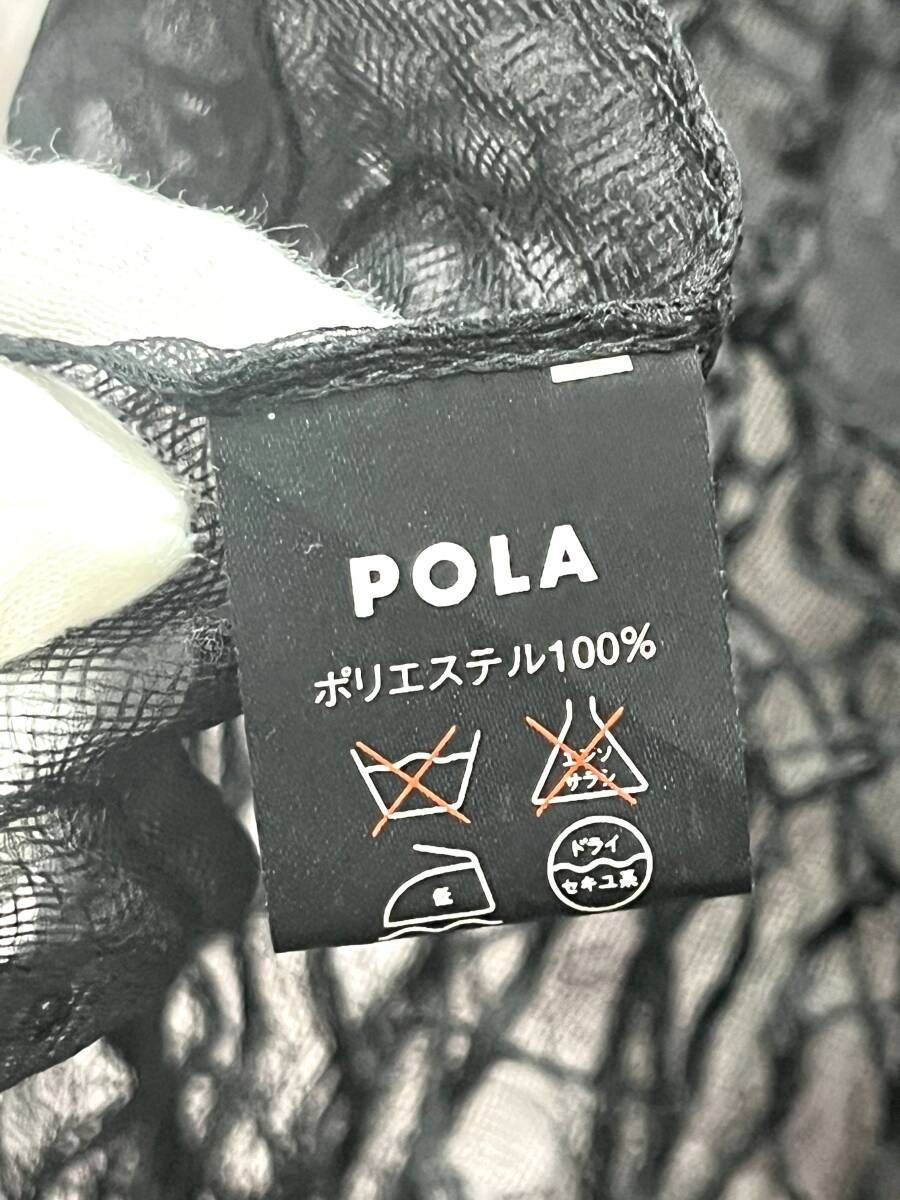 POLA
ポリエステル100%
エンソ
サラシ
低
ドライ
セキユ系